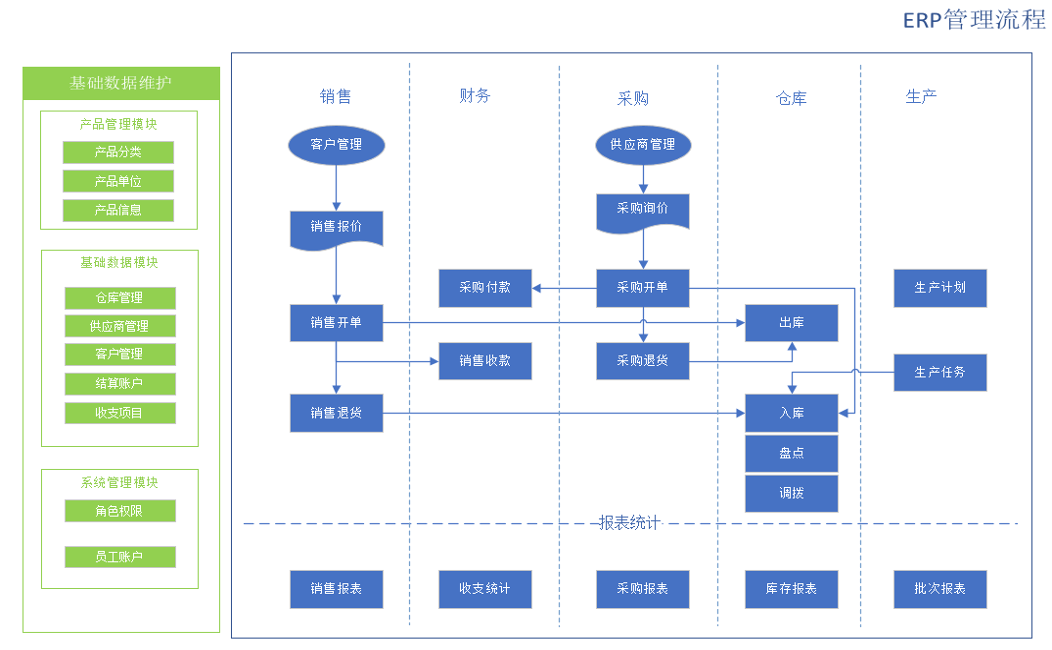 ERP管理流程
基础数据维护
产品管理模块
产品分类
产品单位
产品信息
基础数据模块
仓库管理
供应商管理
客户管理
结算账户
收支项目
系统管理模块
角色权限
员工账户
销售
财务
采购
仓库
生产
客户管理
供应商管理
销售报价
采购询价
采购付款
采购开单
生产计划
销售开单
出库
销售收款
采购退货
生产任务
销售退货
入库
盘点
调拨
报表统计
销售报表
收支统计
采购报表
库存报表
批次报表